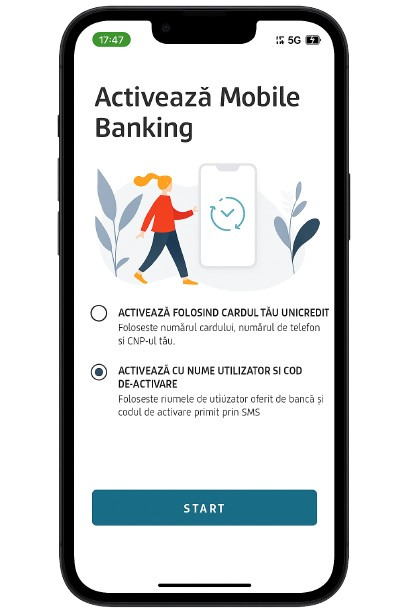 17:47
5G
Activează Mobile
Banking
ACTIVEAZĂ FOLOSIND CARDUL TĂU UNICREDIT
Foloseste numărul cardului, numărul de telefon
si CNP-ul tău.
ACTIVEAZĂ CU NUME UTILIZATOR SI COD
DE-ACTIVARE
Foloseste riumele de utiúzator oferit de bancă și
codul de activare primit prin SMS
START